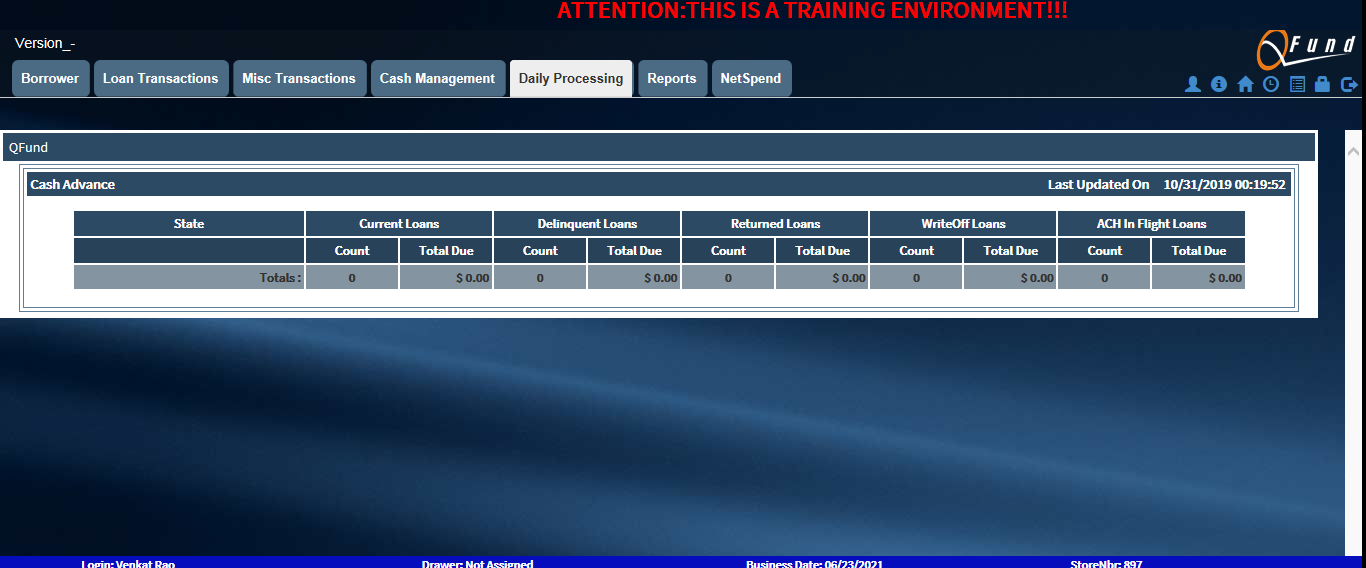 ATTENTION:THIS IS A TRAINING ENVIRONMENT!!!
Version_-
QFund
Borrower Loan Transactions Misc Transactions Cash Management Daily Processing Reports NetSpend
QFund
Cash Advance Last Updated On 10/31/2019 00:19:52
State Current Loans Delinquent Loans Returned Loans WriteOff Loans ACH In Flight Loans
Count Total Due Count Total Due Count Total Due Count Total Due Count Total Due
Totals : 0 $ 0.00 0 $ 0.00 0 $ 0.00 0 $ 0.00 0 $ 0.00
Login: Venkat Rao Drawer: Not Assigned Business Date: 06/23/2021 StoreNbr: 897